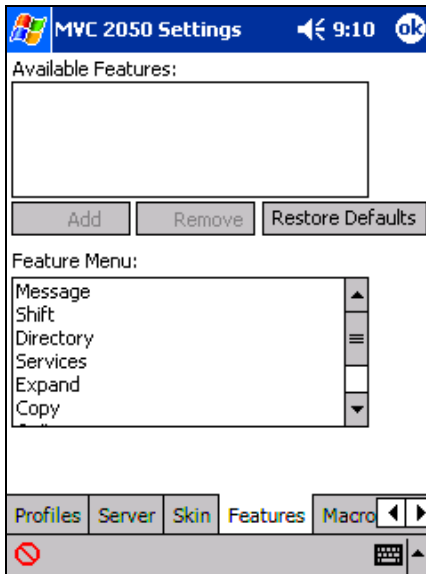 MVC 2050 Settings 9:10 ok
Available Features:
Add Remove Restore Defaults
Feature Menu:
Message
Shift
Directory
Services
Expand
Copy
Profiles Server Skin Features Macro